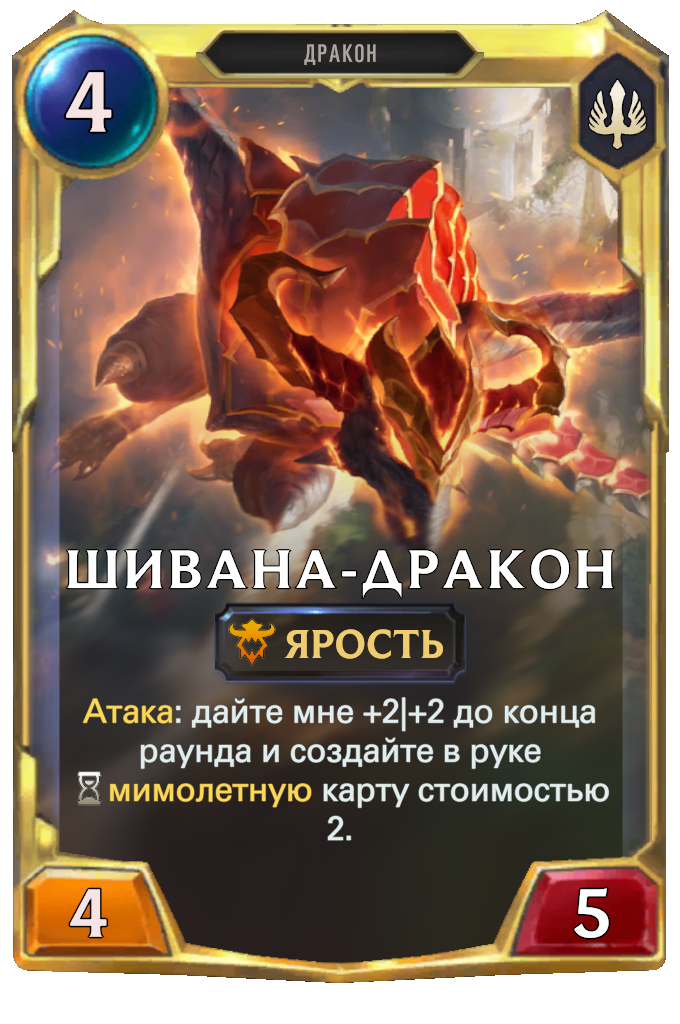 4
ДРАКОН
ШИВАНА-ДРАКОН
ЯРОСТЬ
Атака: дайте мне +2|+2 до конца
раунда и создайте в руке
мимолетную карту стоимостью
2.
4
5